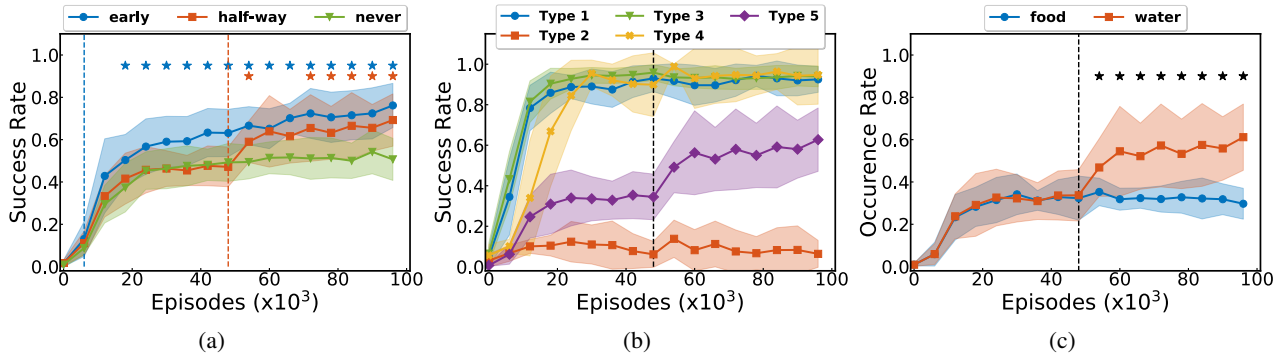 early half-way never
1.0
0.8
0.6
0.4
0.2
0.0
0 20 40 60 80 100
Success Rate
Episodes (x10³)
(a)
Type 1 Type 3 Type 5
Type 2 Type 4
1.0
0.8
0.6
0.4
0.2
0.0
0 20 40 60 80 100
Success Rate
Episodes (x10³)
(b)
food water
1.0
0.8
0.6
0.4
0.2
0.0
0 20 40 60 80 100
Occurence Rate
Episodes (x10³)
(c)